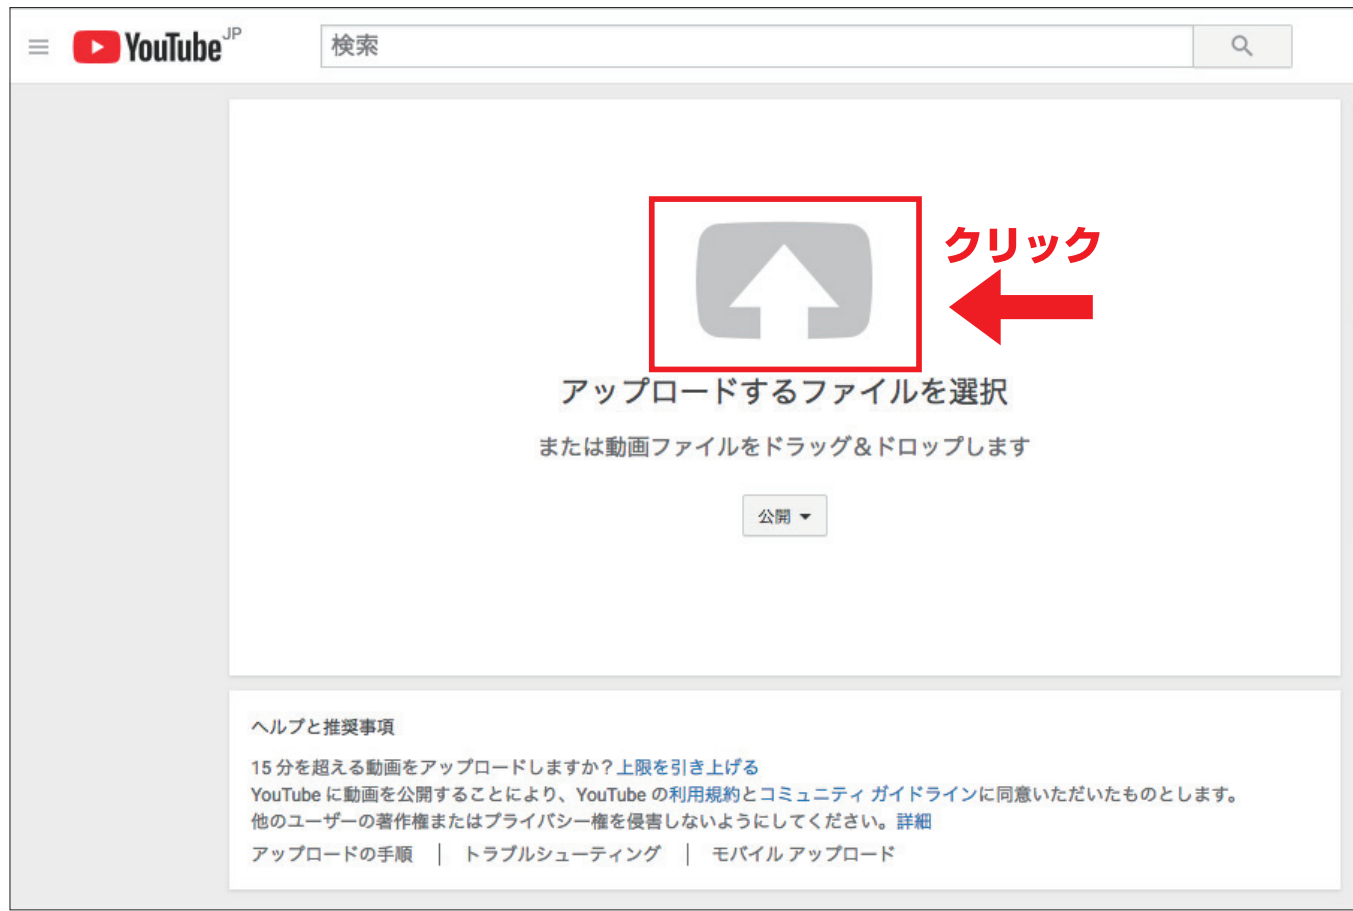 YouTube JP
検索
クリック
アップロードするファイルを選択
または動画ファイルをドラッグ＆ドロップします
公開
ヘルプと推奨事項
15 分を超える動画をアップロードしますか？上限を引き上げる
YouTube に動画を公開することにより、YouTube の利用規約とコミュニティ ガイドラインに同意いただいたものとします。
他のユーザーの著作権またはプライバシー権を侵害しないようにしてください。詳細
アップロードの手順 | トラブルシューティング | モバイル アップロード